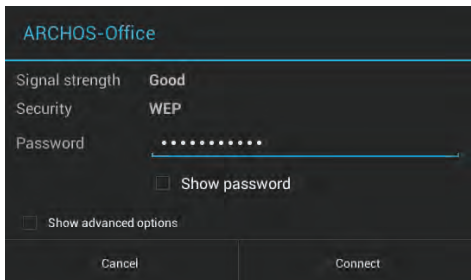 ARCHOS-Office
Signal strength Good
Security WEP
Password •••••••••••
Show password
Show advanced options
Cancel Connect